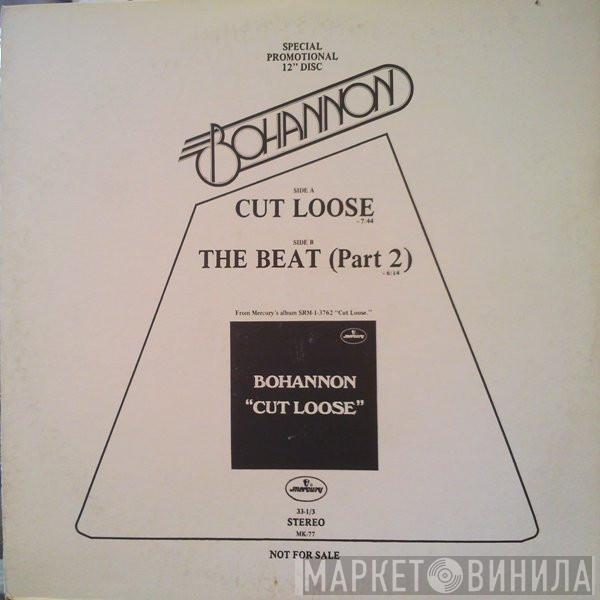 SPECIAL
PROMOTIONAL
12" DISC
BOHANNON
SIDE A
CUT LOOSE
- 7:44
SIDE B
THE BEAT (Part 2)
- 6:14
From Mercury's album SRM-1-3762 "Cut Loose."
BOHANNON
"CUT LOOSE"
mercury
33-1/3
STEREO
MK-77
NOT FOR SALE
МАРКЕТ ВИНИЛА